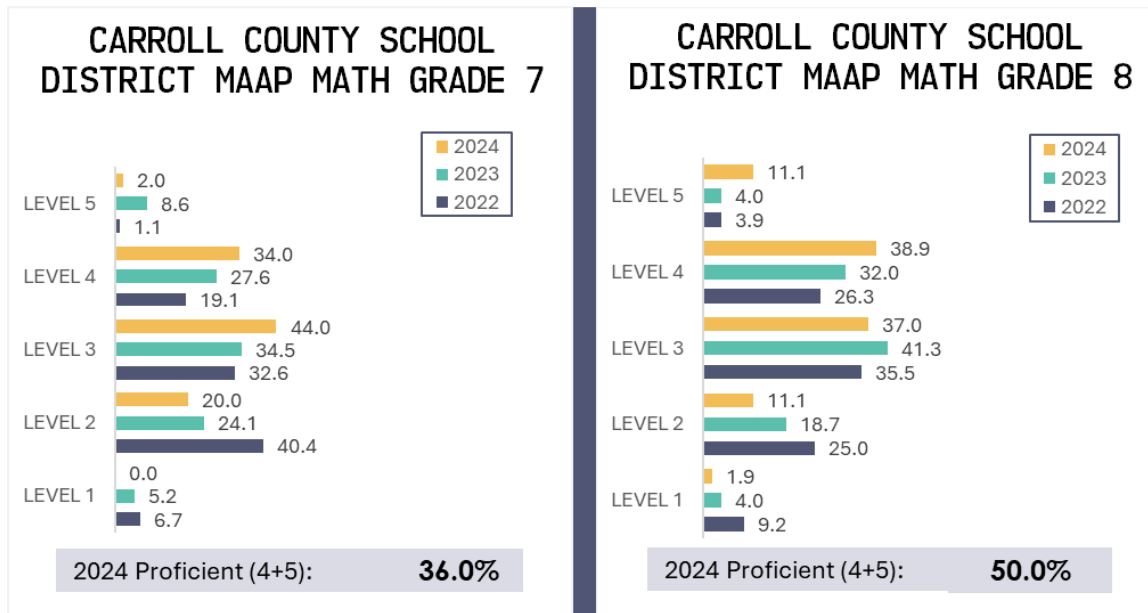 CARROLL COUNTY SCHOOL
DISTRICT MAAP MATH GRADE 7
2024
2023
2022
LEVEL 5
2.0
8.6
1.1
LEVEL 4
34.0
27.6
19.1
LEVEL 3
44.0
34.5
32.6
LEVEL 2
20.0
24.1
40.4
LEVEL 1
0.0
5.2
6.7
2024 Proficient (4+5): 36.0%
CARROLL COUNTY SCHOOL
DISTRICT MAAP MATH GRADE 8
2024
2023
2022
LEVEL 5
11.1
4.0
3.9
LEVEL 4
38.9
32.0
26.3
LEVEL 3
37.0
41.3
35.5
LEVEL 2
11.1
18.7
25.0
LEVEL 1
1.9
4.0
9.2
2024 Proficient (4+5): 50.0%